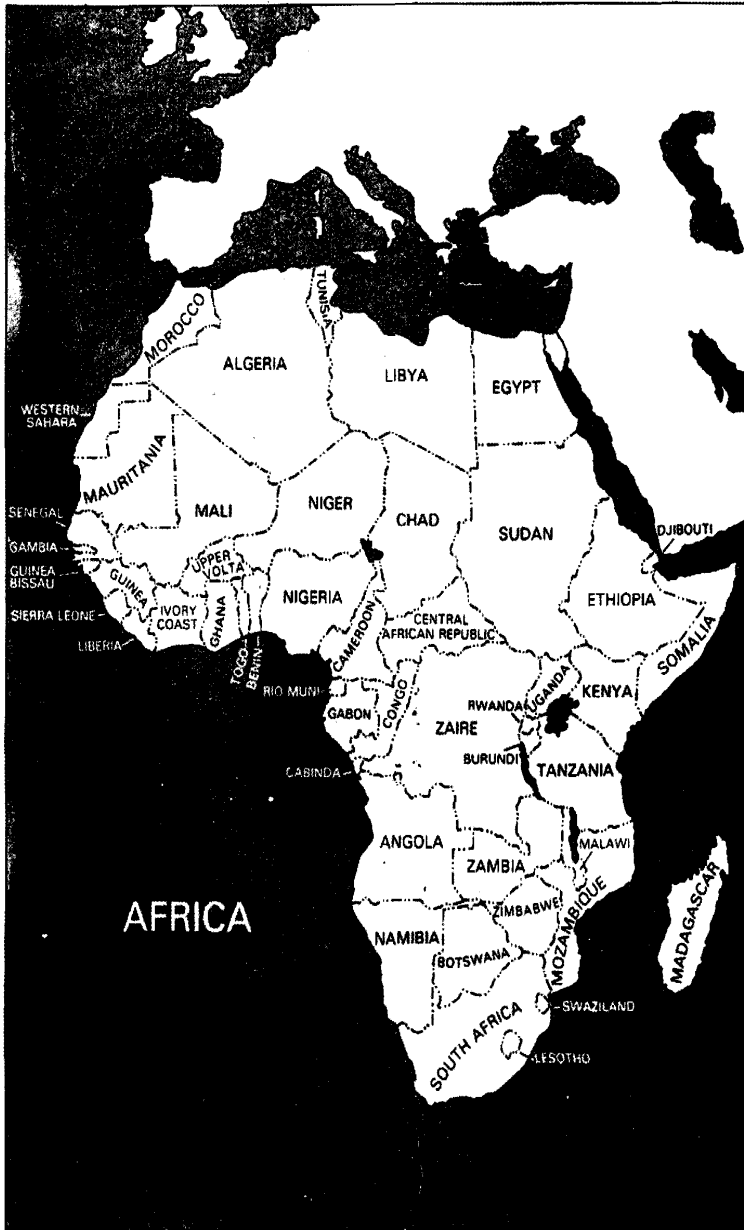 TUNISIA
MOROCCO
ALGERIA
LIBYA
EGYPT
WESTERN
SAHARA
MAURITANIA
MALI
NIGER
CHAD
SUDAN
SENEGAL
GAMBIA
GUINEA
BISSAU
GUINEA
UPPER
VOLTA
DJIBOUTI
SIERRA LEONE
IVORY
COAST
GHANA
NIGERIA
CAMEROON
CENTRAL
AFRICAN REPUBLIC
ETHIOPIA
SOMALIA
LIBERIA
TOGO
BENIN
RIO MUNI
GABON
CONGO
ZAIRE
RWANDA
UGANDA
KENYA
BURUNDI
CABINDA
TANZANIA
ANGOLA
ZAMBIA
MALAWI
AFRICA
NAMIBIA
ZIMBABWE
BOTSWANA
MOZAMBIQUE
MADAGASCAR
SOUTH AFRICA
SWAZILAND
LESOTHO